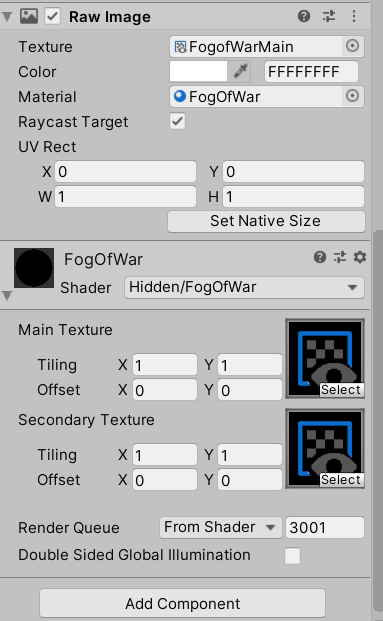 Raw Image
Texture FogofWarMain
Color FFFFFFFF
Material FogOfWar
Raycast Target
UV Rect
X 0 Y 0
W 1 H 1
Set Native Size
FogOfWar
Shader Hidden/FogOfWar
Main Texture
Tiling X 1 Y 1
Offset X 0 Y 0
Select
Secondary Texture
Tiling X 1 Y 1
Offset X 0 Y 0
Select
Render Queue From Shader 3001
Double Sided Global Illumination
Add Component